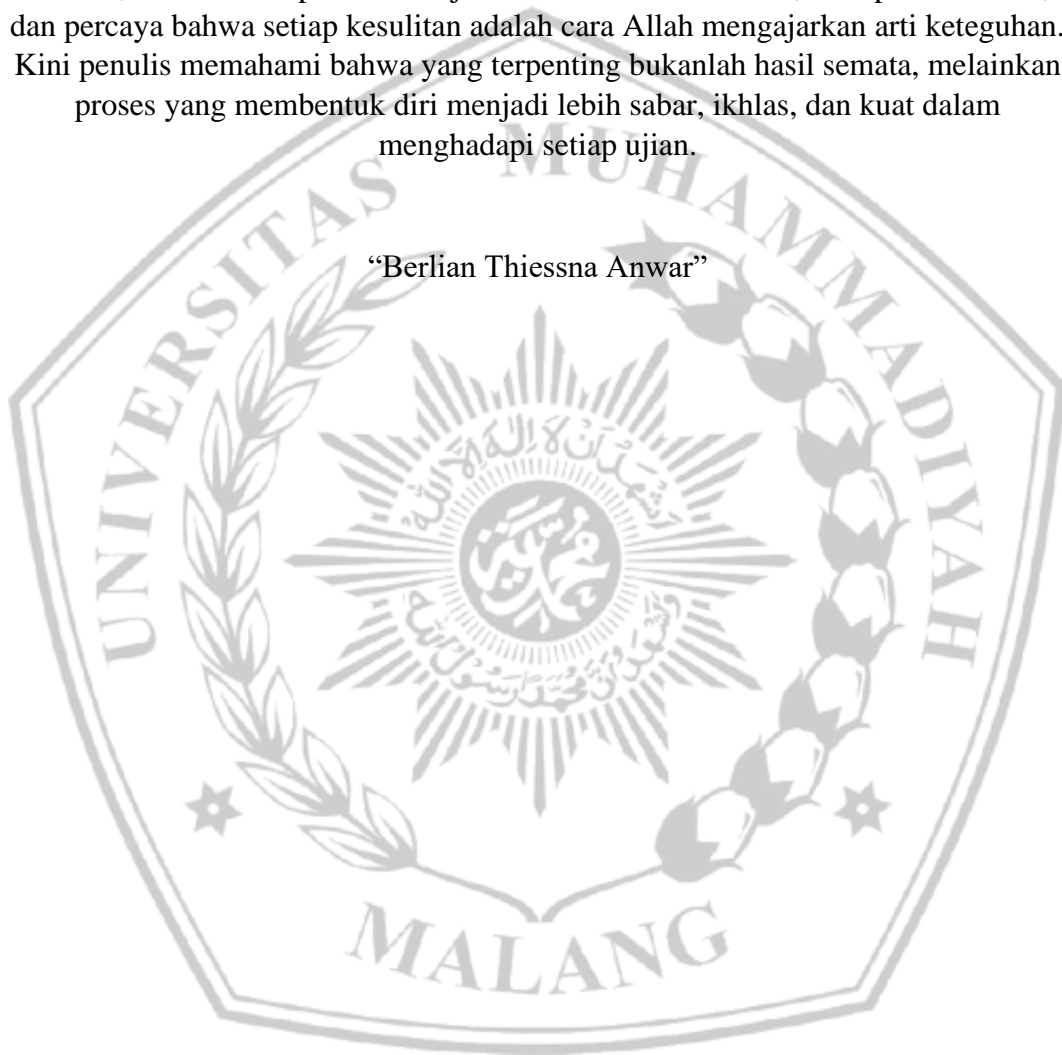 dan percaya bahwa setiap kesulitan adalah cara Allah mengajarkan arti keteguhan.
Kini penulis memahami bahwa yang terpenting bukanlah hasil semata, melainkan
proses yang membentuk diri menjadi lebih sabar, ikhlas, dan kuat dalam
menghadapi setiap ujian.
“Berlian Thiessna Anwar”
UNIVERSITAS MUHAMMADIYAH
MALANG